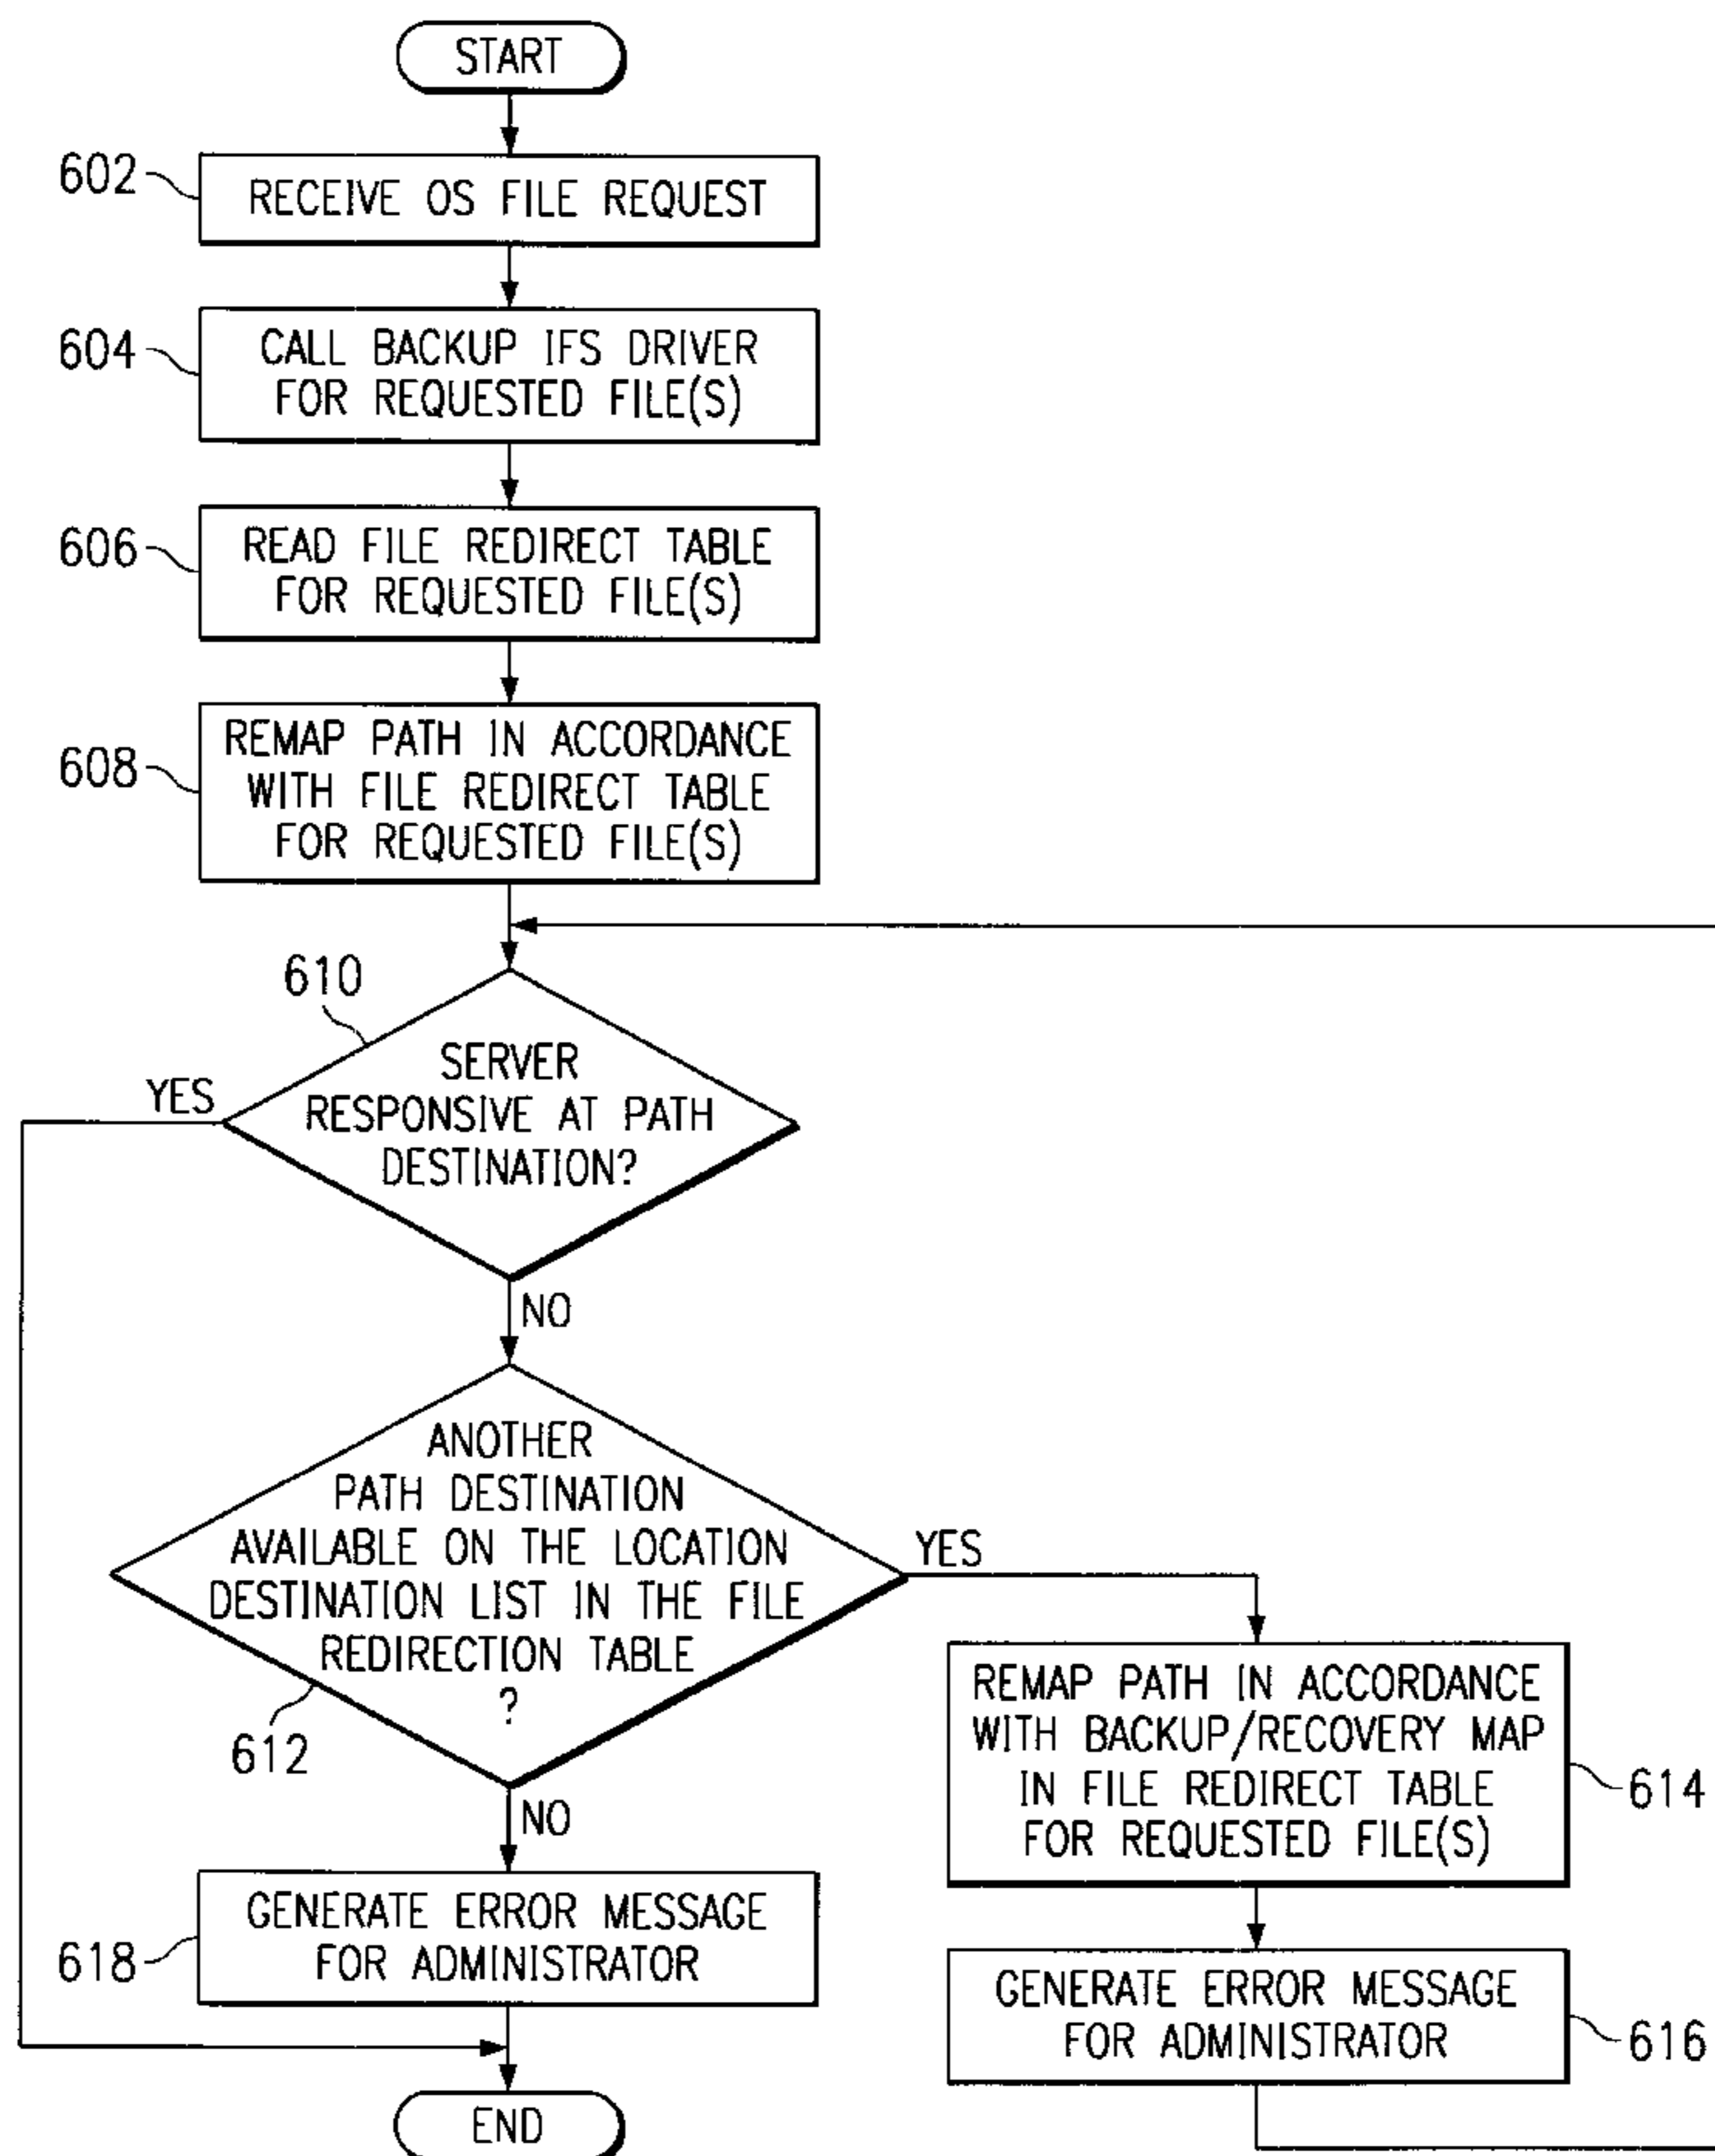 START
602
RECEIVE OS FILE REQUEST
604
CALL BACKUP IFS DRIVER
FOR REQUESTED FILE(S)
606
READ FILE REDIRECT TABLE
FOR REQUESTED FILE(S)
608
REMAP PATH IN ACCORDANCE
WITH FILE REDIRECT TABLE
FOR REQUESTED FILE(S)
610
SERVER
RESPONSIVE AT PATH
DESTINATION?
YES
NO
ANOTHER
PATH DESTINATION
AVAILABLE ON THE LOCATION
DESTINATION LIST IN THE FILE
REDIRECTION TABLE
?
612
YES
NO
REMAP PATH IN ACCORDANCE
WITH BACKUP/RECOVERY MAP
IN FILE REDIRECT TABLE
FOR REQUESTED FILE(S)
614
GENERATE ERROR MESSAGE
FOR ADMINISTRATOR
618
GENERATE ERROR MESSAGE
FOR ADMINISTRATOR
616
END